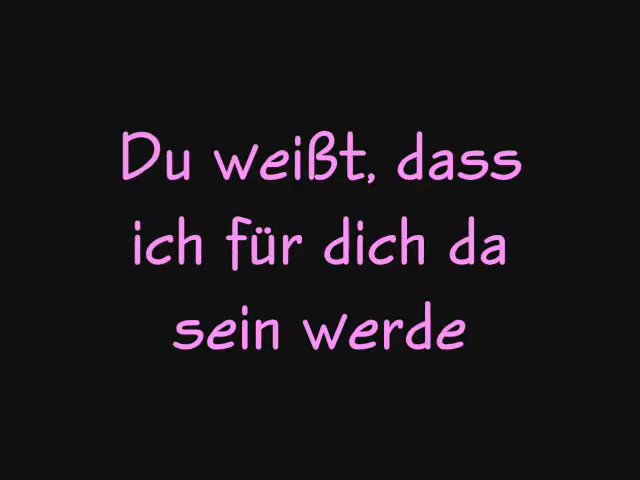 Du weißt, dass
ich für dich da
sein werde